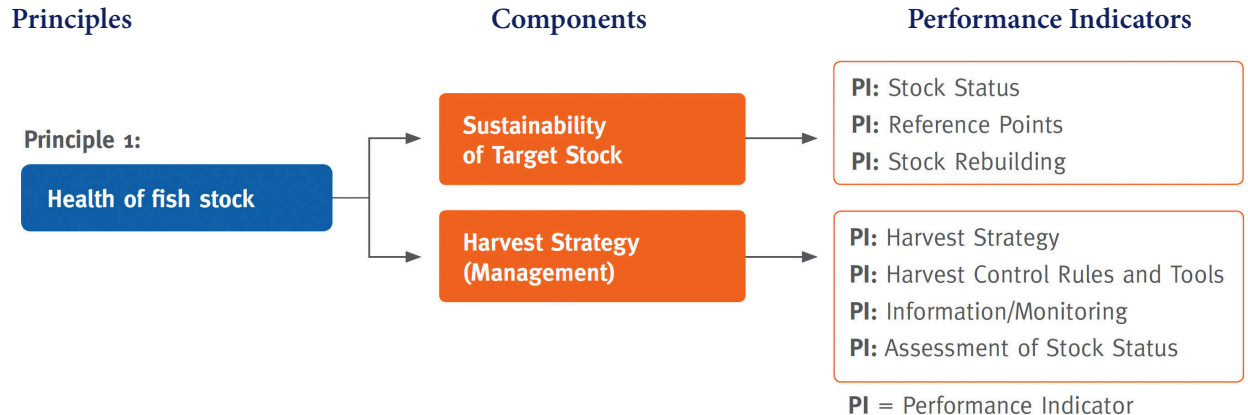 Principles
Components
Performance Indicators
Principle 1:
Health of fish stock
Sustainability
of Target Stock
PI: Stock Status
PI: Reference Points
PI: Stock Rebuilding
Harvest Strategy
(Management)
PI: Harvest Strategy
PI: Harvest Control Rules and Tools
PI: Information/Monitoring
PI: Assessment of Stock Status
PI = Performance Indicator